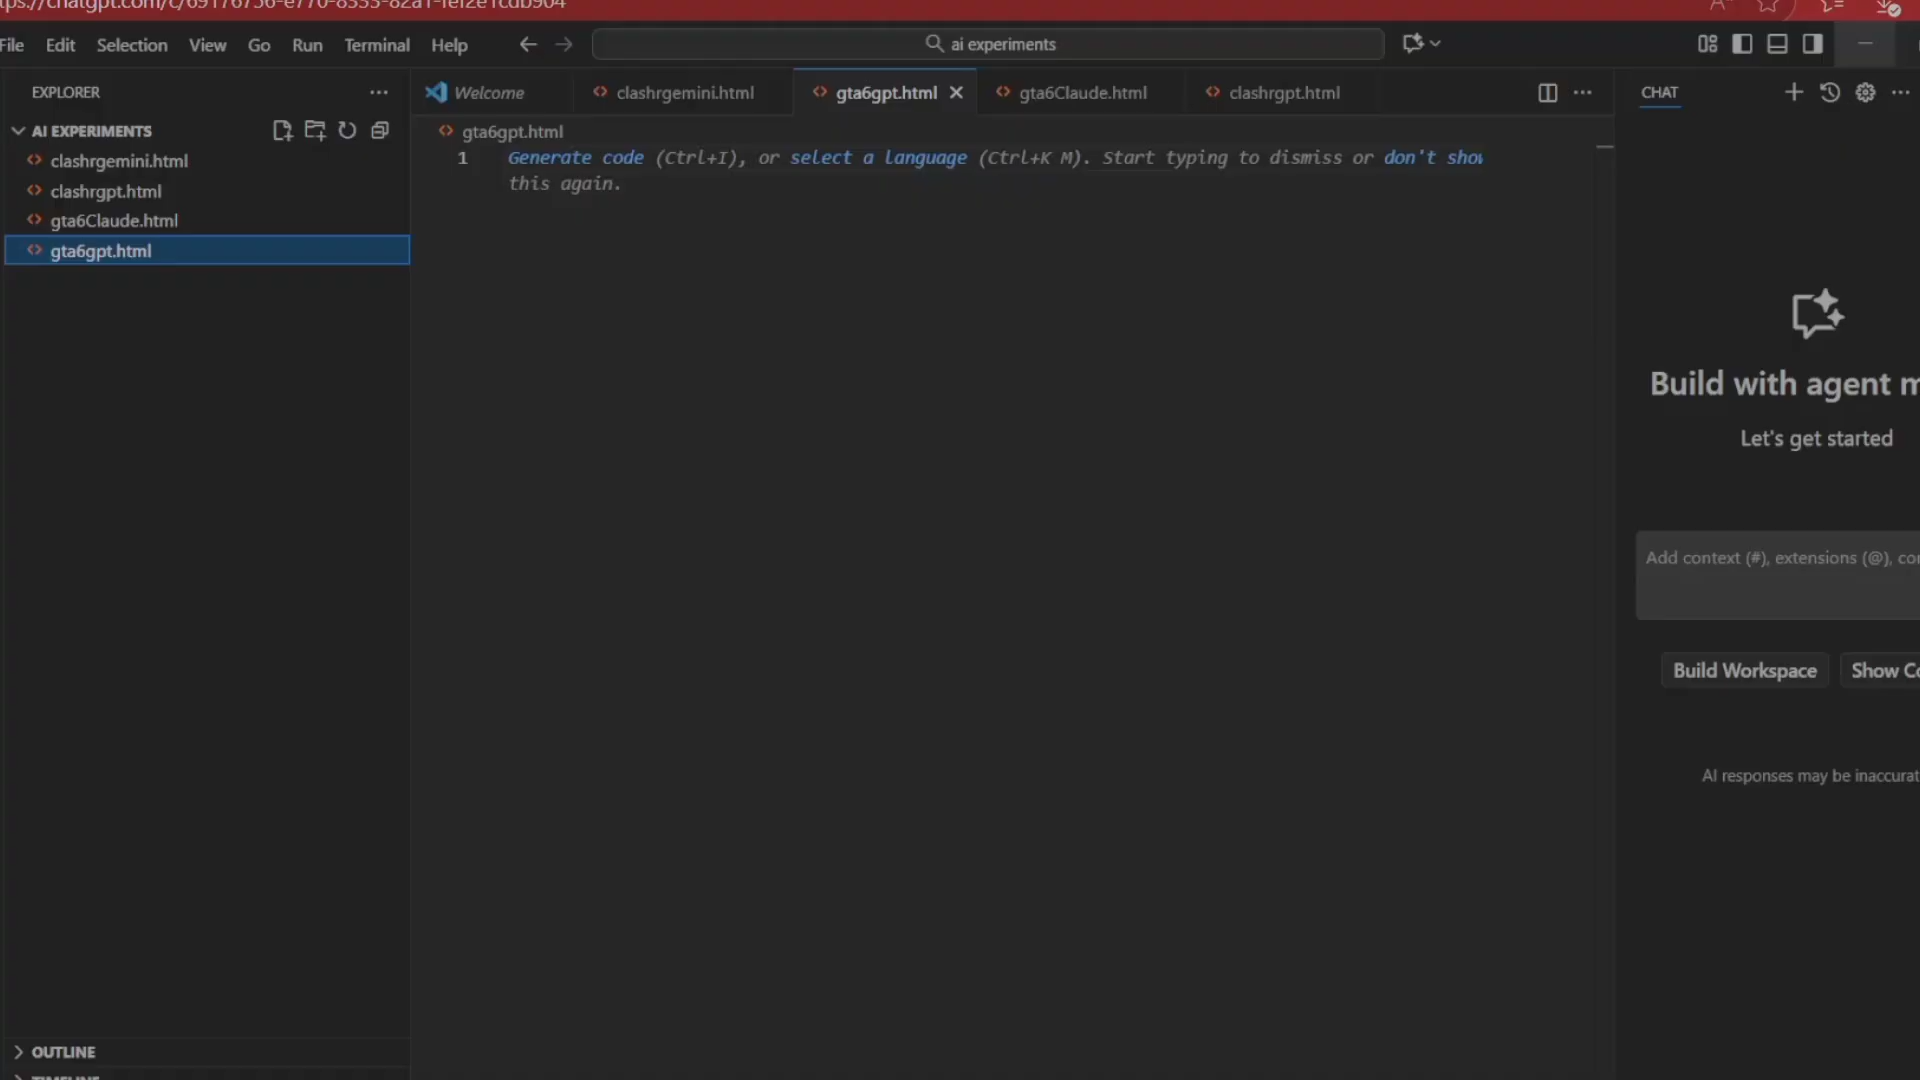 File Edit Selection View Go Run Terminal Help
ai experiments
EXPLORER
AI EXPERIMENTS
clashrgemini.html
clashrgpt.html
gta6Claude.html
gta6gpt.html
OUTLINE
TIMELINE
Welcome clashrgemini.html gta6gpt.html gta6Claude.html clashrgpt.html
gta6gpt.html
1 Generate code (Ctrl+I), or select a language (Ctrl+K M). Start typing to dismiss or don't show
this again.
CHAT
Build with agent
Let's get started
Add context (#), extensions (@),
Build Workspace Show
AI responses may be